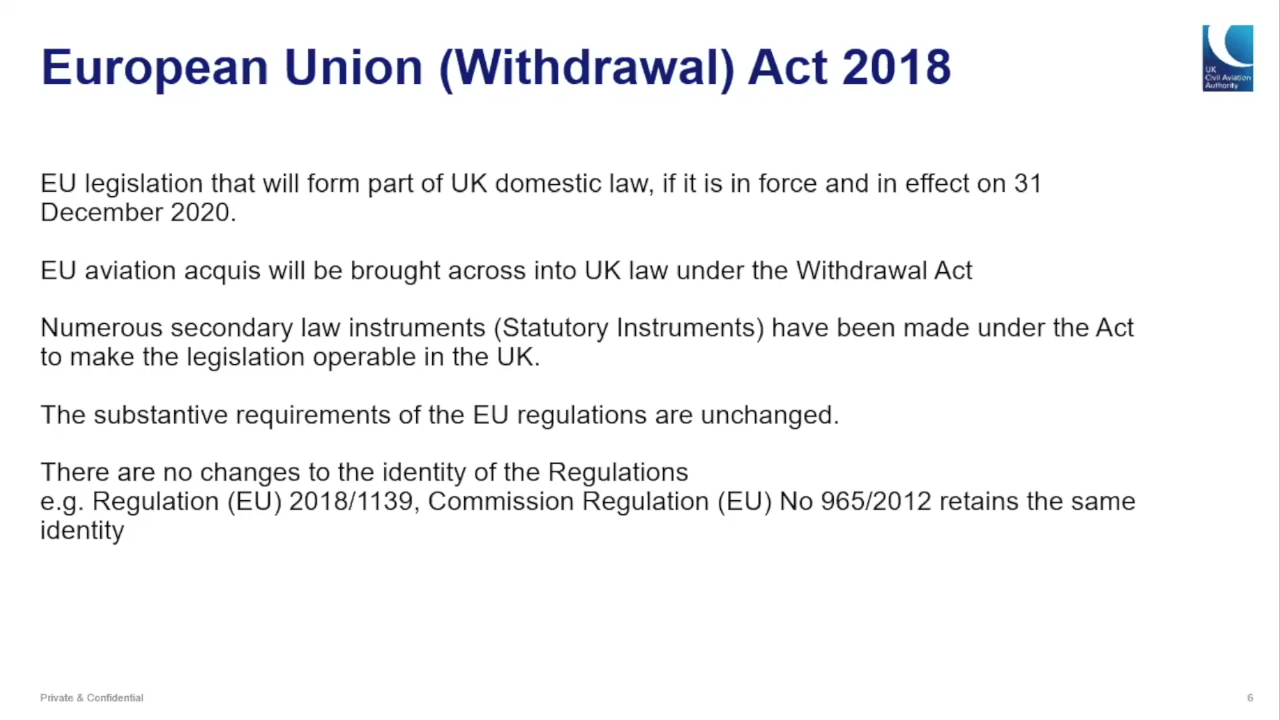 European Union (Withdrawal) Act 2018
UK
Civil Aviation
Authority
EU legislation that will form part of UK domestic law, if it is in force and in effect on 31
December 2020.
EU aviation acquis will be brought across into UK law under the Withdrawal Act
Numerous secondary law instruments (Statutory Instruments) have been made under the Act
to make the legislation operable in the UK.
The substantive requirements of the EU regulations are unchanged.
There are no changes to the identity of the Regulations
e.g. Regulation (EU) 2018/1139, Commission Regulation (EU) No 965/2012 retains the same
identity
Private & Confidential
6